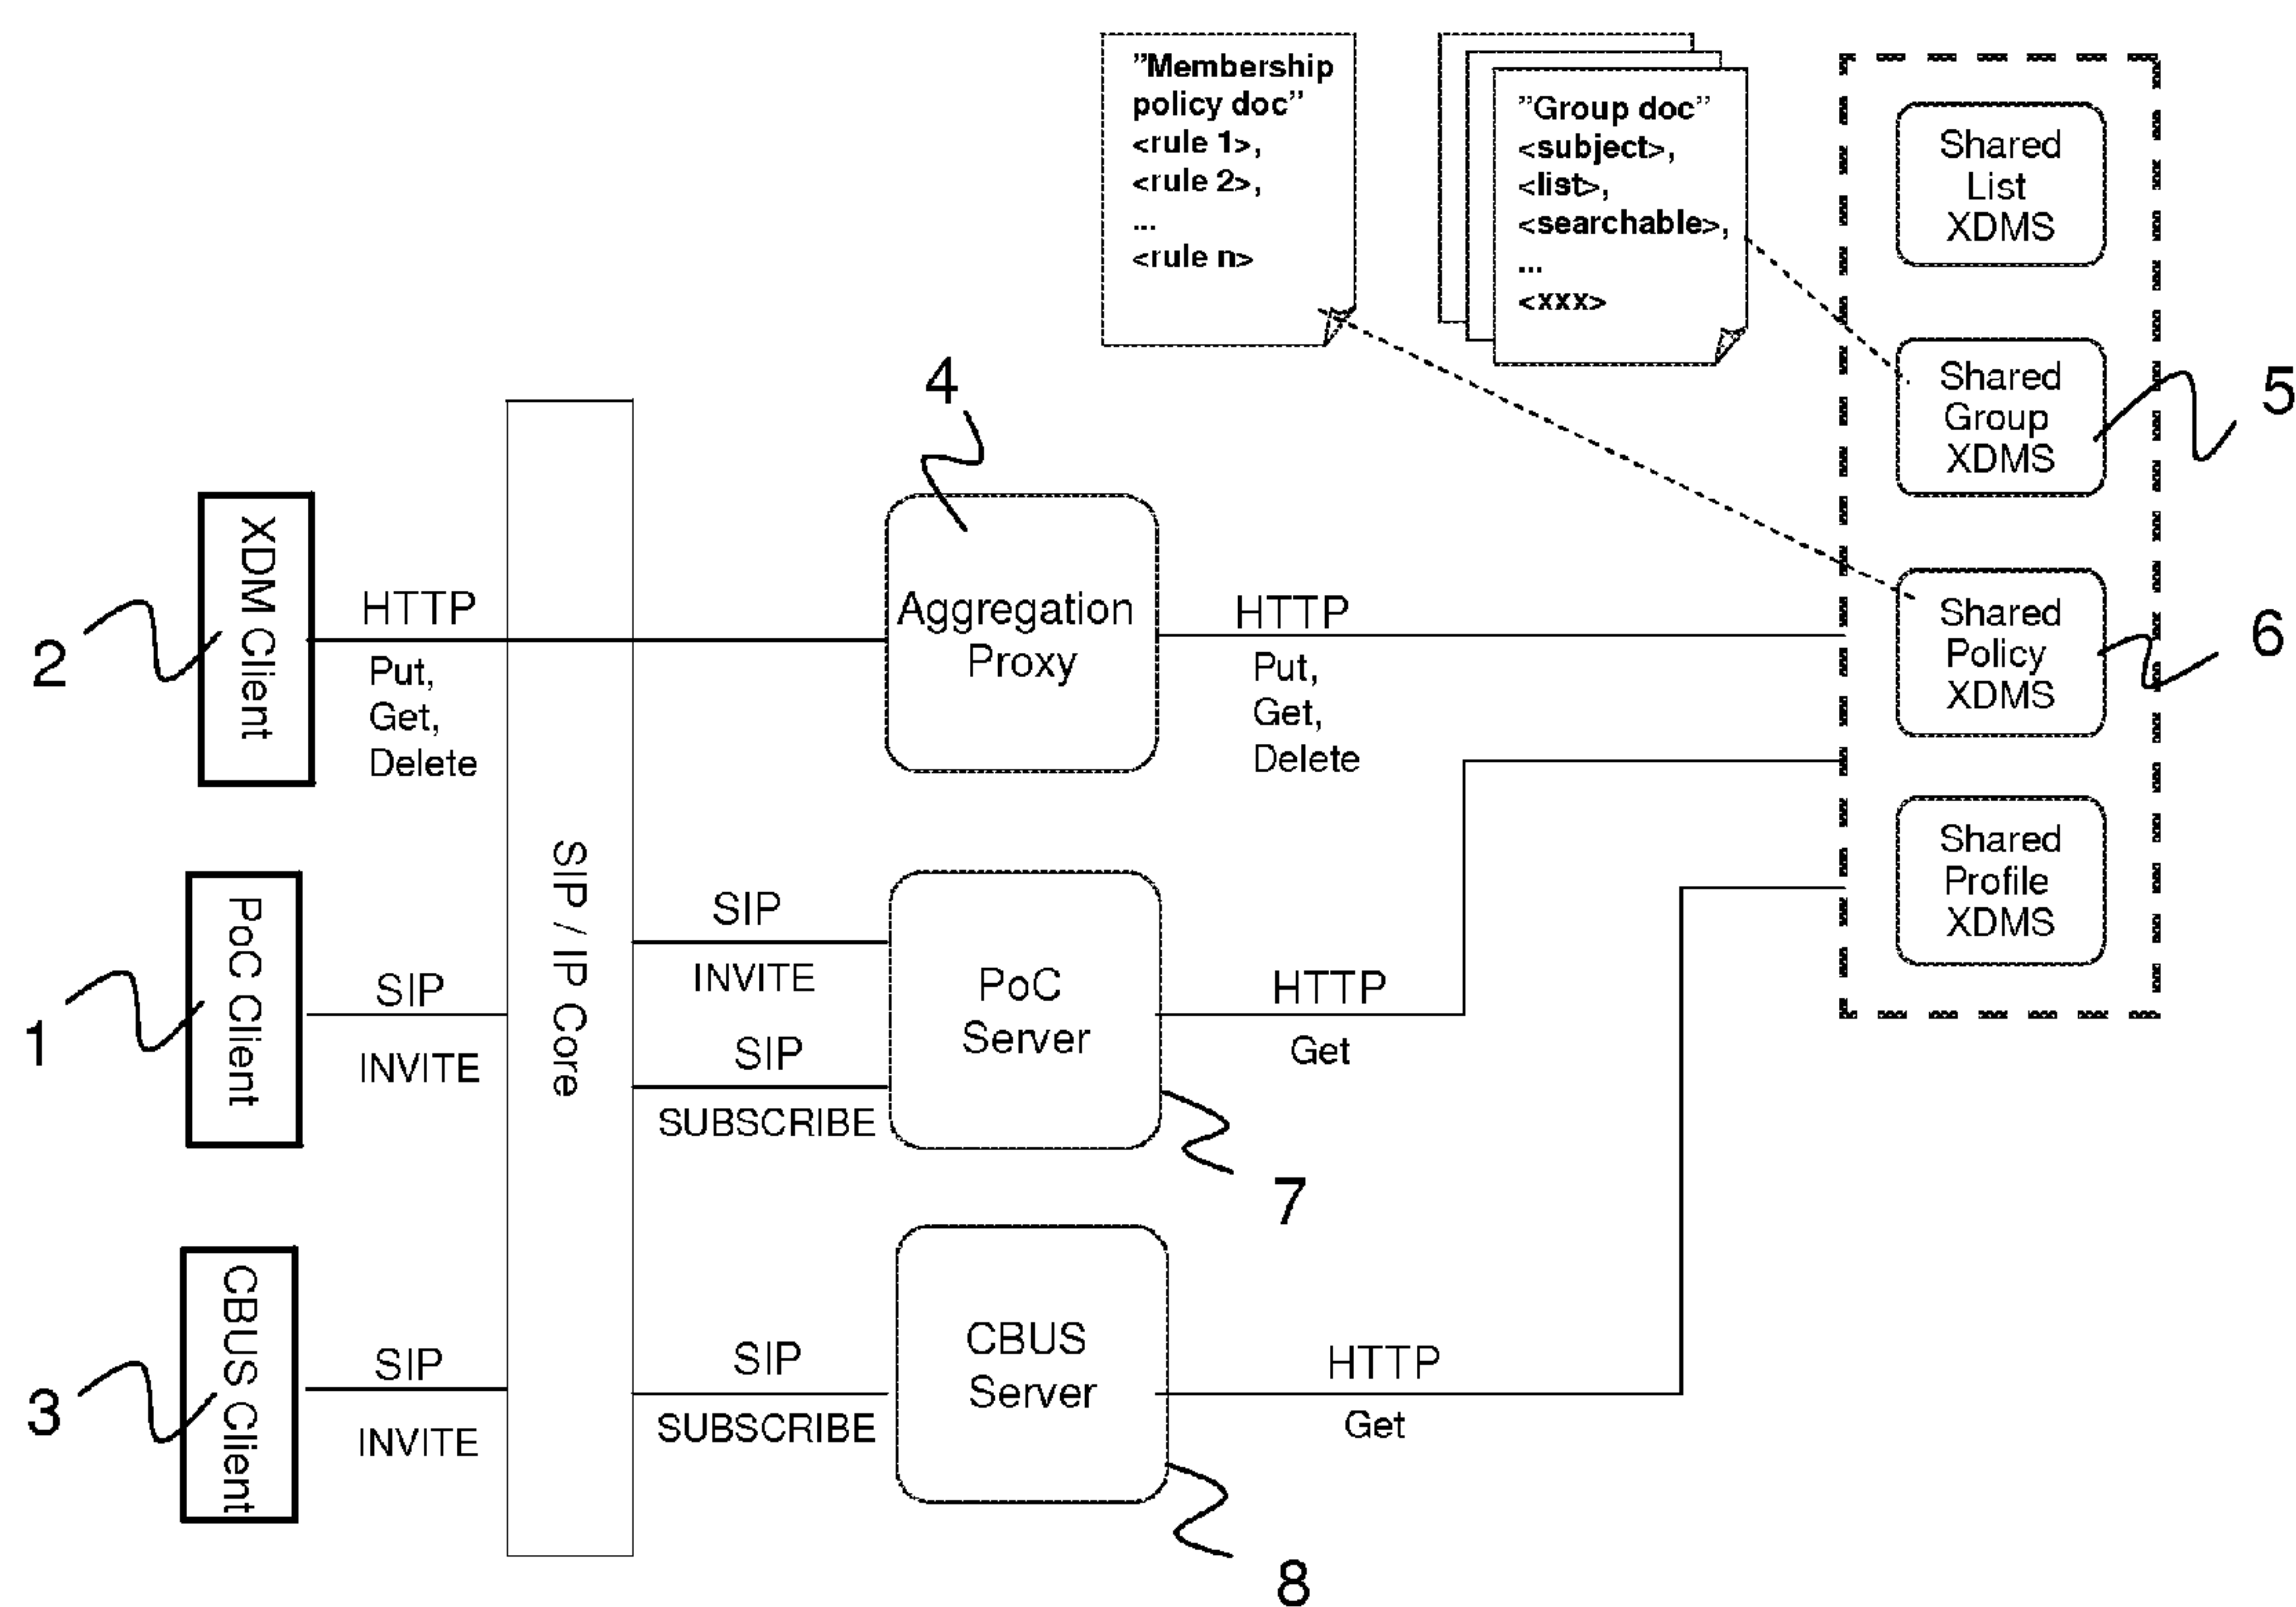 ”Membership
policy doc”
<rule 1>,
<rule 2>,
...
<rule n>
”Group doc”
<subject>,
<list>,
<searchable>,
...
<xxx>
Shared
List
XDMS
Shared
Group
XDMS
5
Shared
Policy
XDMS
6
Shared
Profile
XDMS
4
Aggregation
Proxy
HTTP
Put,
Get,
Delete
2
XDM Client
HTTP
Put,
Get,
Delete
SIP / IP Core
1
PoC Client
SIP
INVITE
SIP
INVITE
SIP
SUBSCRIBE
PoC
Server
7
HTTP
Get
3
CBUS Client
SIP
INVITE
SIP
SUBSCRIBE
CBUS
Server
8
HTTP
Get